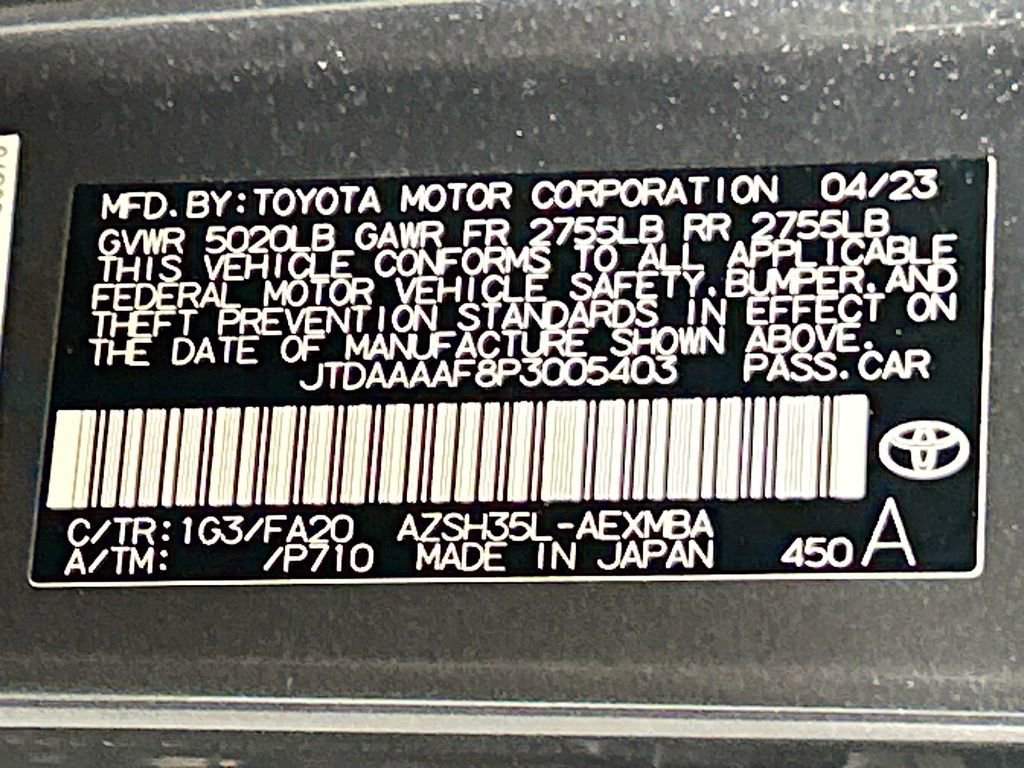 MFD. BY: TOYOTA MOTOR CORPORATION 04/23
GVWR 5020LB GAWR FR 2755LB RR 2755LB
THIS VEHICLE CONFORMS TO ALL APPLICABLE
FEDERAL MOTOR VEHICLE SAFETY, BUMPER, AND
THEFT PREVENTION STANDARDS IN EFFECT ON
THE DATE OF MANUFACTURE SHOWN ABOVE.
JTDAAAAF8P3005403 PASS. CAR
C/TR: 1G3/FA20 AZSH35L-AEXMBA
A/TM: /P710 MADE IN JAPAN 450 A